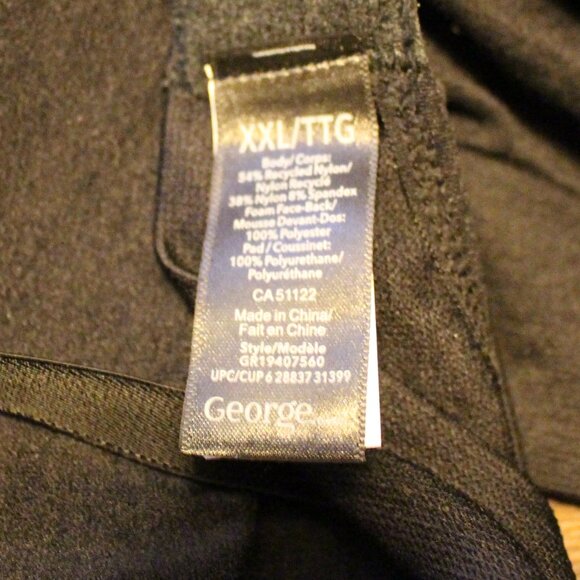 XXL/TTG
Body/ Corps:
54% Recycled Nylon/
Nylon Recyclé
38% Nylon 8% Spandex
Foam Face-Back/
Mousse Devant-Dos:
100% Polyester
Pad / Coussinet:
100% Polyurethane/
Polyuréthane
CA 51122
Made in China/
Fait en Chine
Style/Modèle
GR19407560
UPC/CUP 6 28837 31399
George